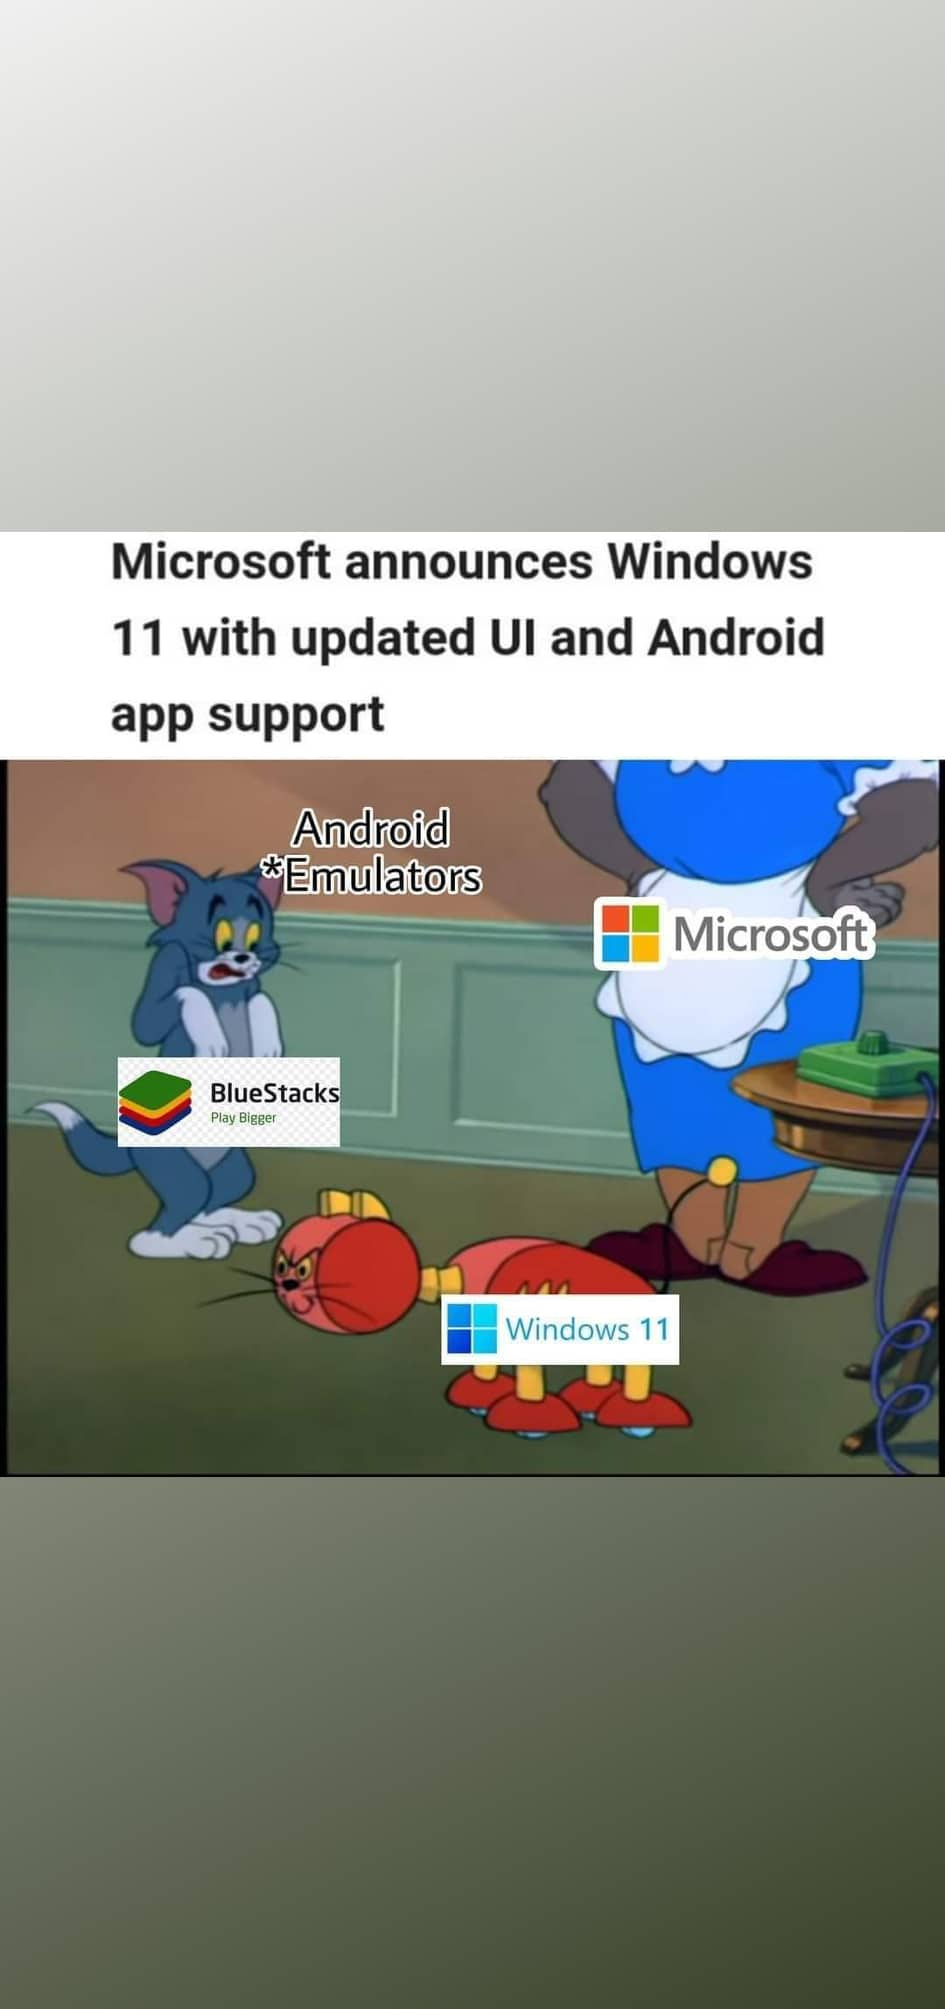 Microsoft announces Windows
11 with updated UI and Android
app support
Android
*Emulators
Microsoft
BlueStacks
Play Bigger
Windows 11